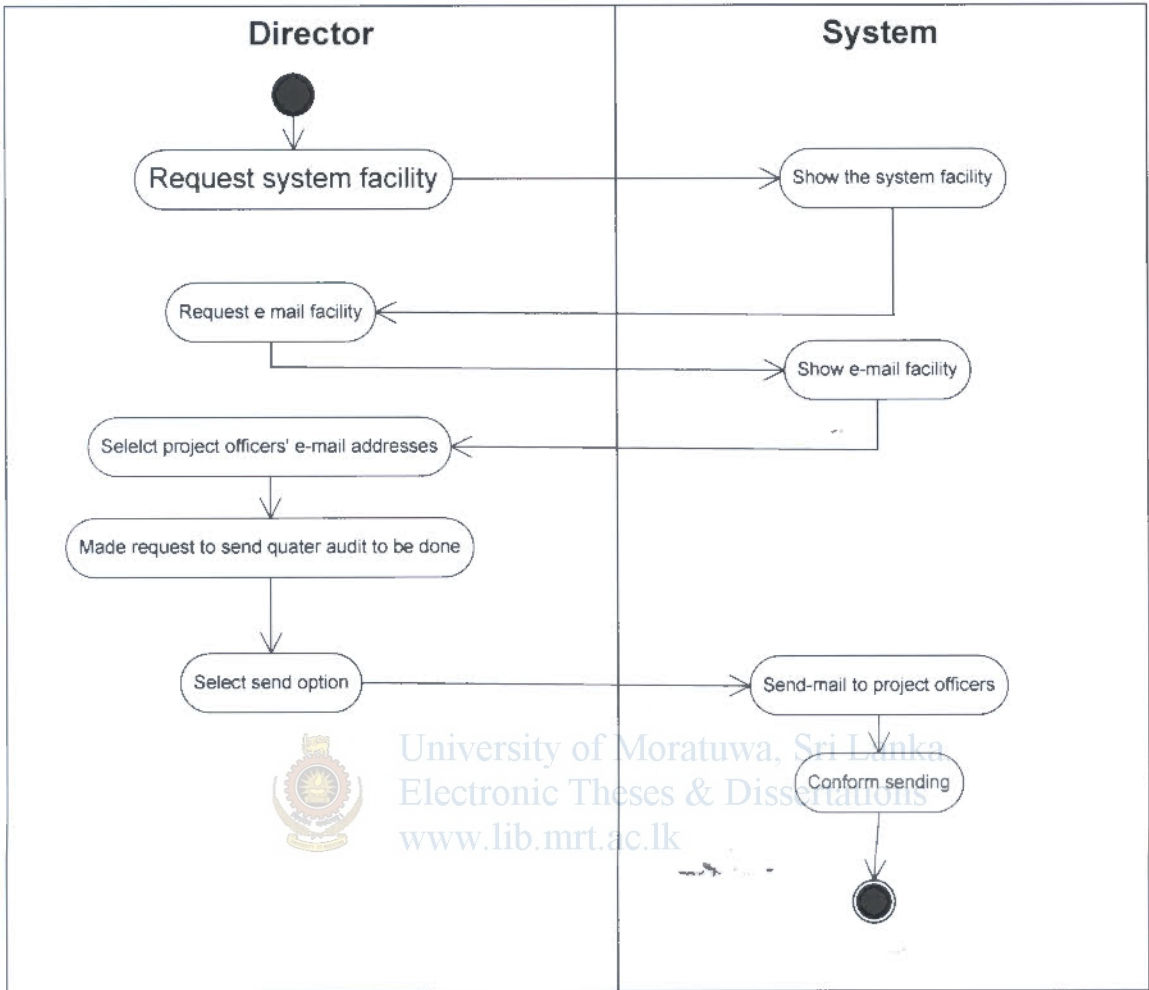 Director
System
Request system facility
Show the system facility
Request e mail facility
Show e-mail facility
Selelct project officers' e-mail addresses
Made request to send quater audit to be done
Select send option
Send-mail to project officers
Conform sending
University of Moratuwa, Sri Lanka.
Electronic Theses & Dissertations
www.lib.mrt.ac.lk